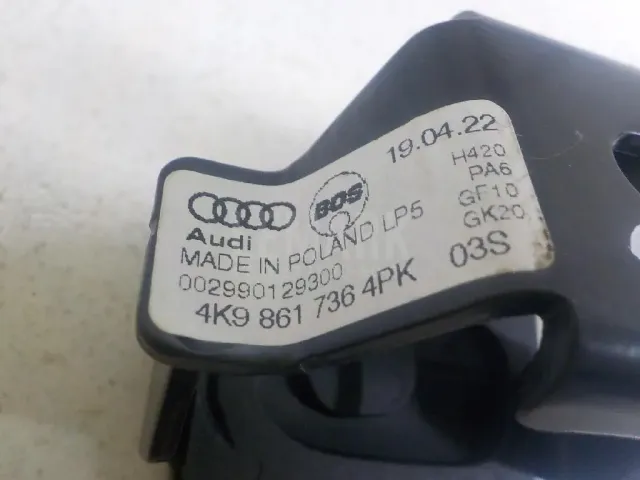 19.04.22
H420
PA6
GF10
GK20
BOS
Audi
MADE IN POLAND LP5
03S
002990129300
4K9 861 736 4PK